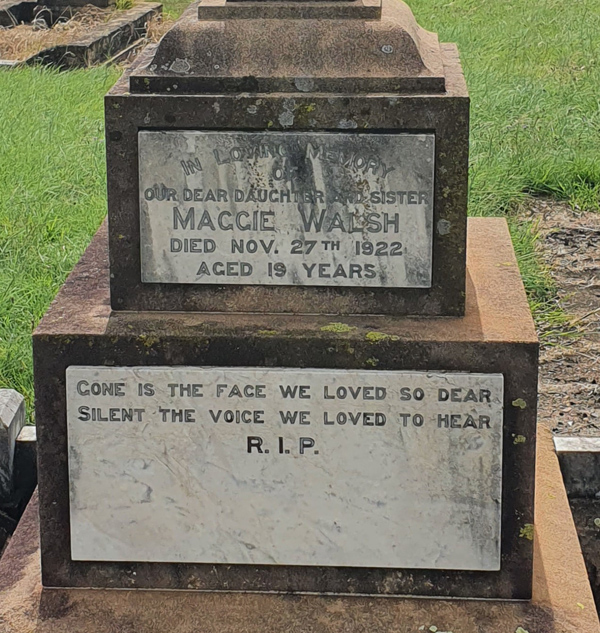 IN LOVING MEMORY
OF
OUR DEAR DAUGHTER AND SISTER
MAGGIE WALSH
DIED NOV. 27TH 1922
AGED 19 YEARS
GONE IS THE FACE WE LOVED SO DEAR
SILENT THE VOICE WE LOVED TO HEAR
R.I.P.